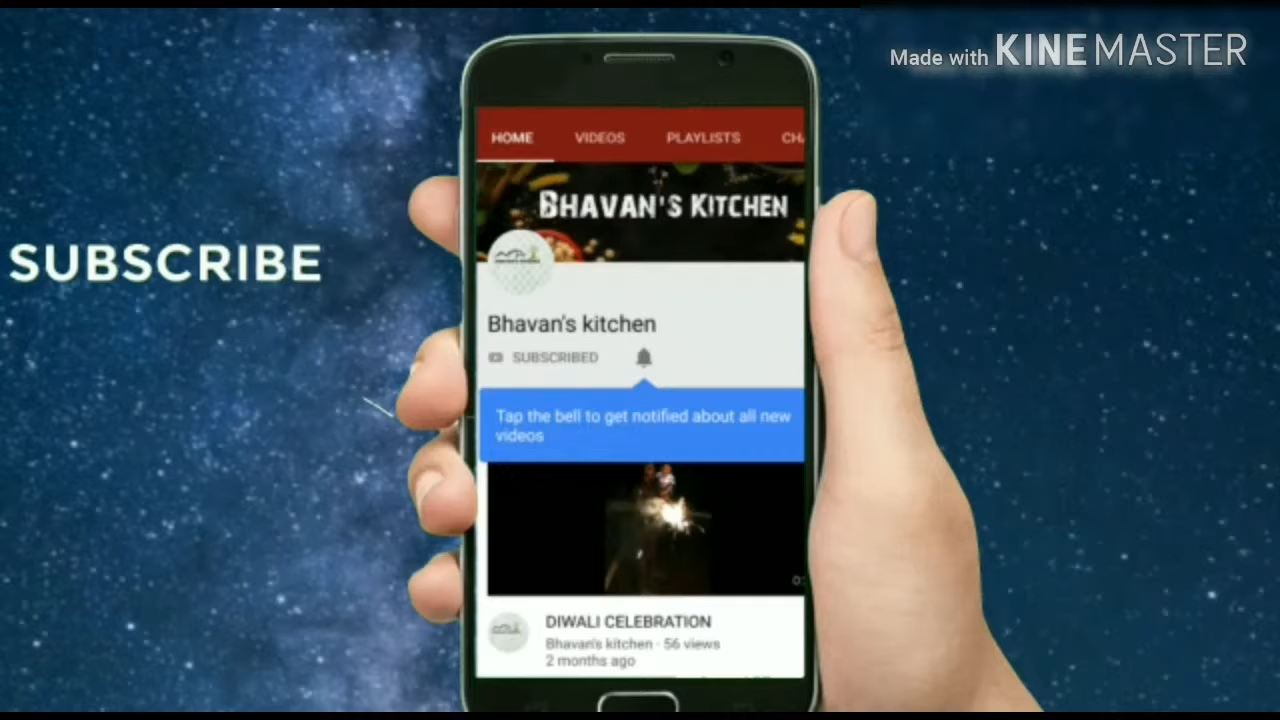 Made with KINEMASTER
HOME VIDEOS PLAYLISTS CHA
BHAVAN'S KITCHEN
SUBSCRIBE
Bhavan's kitchen
SUBSCRIBED
Tap the bell to get notified about all new
videos
DIWALI CELEBRATION
Bhavan's kitchen · 56 views
2 months ago